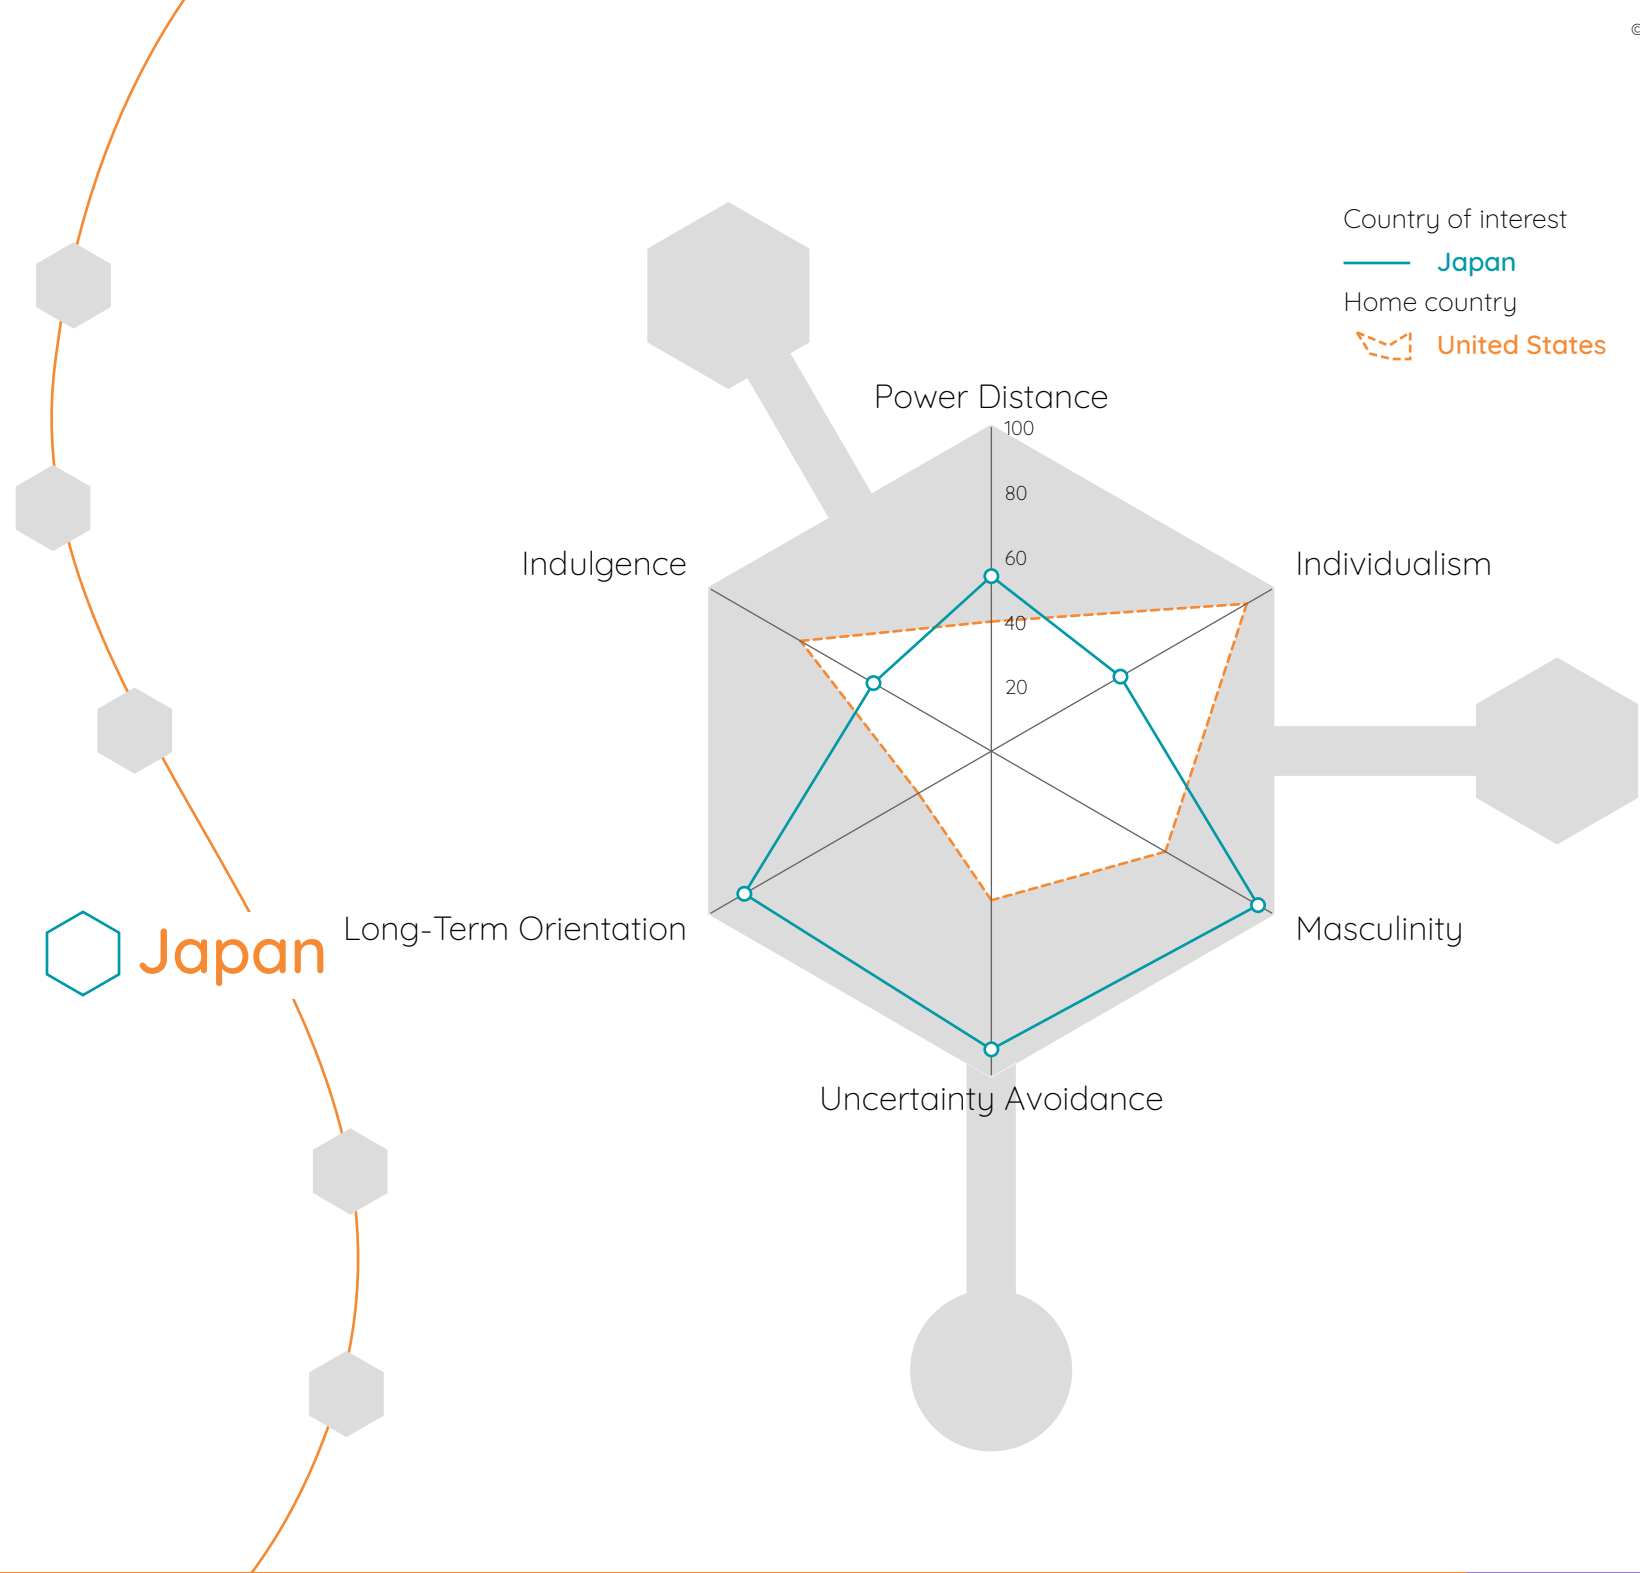 ©
Country of interest
Japan
Home country
United States
Power Distance
100
80
60
40
20
Indulgence
Individualism
Long-Term Orientation
Masculinity
Uncertainty Avoidance
Japan